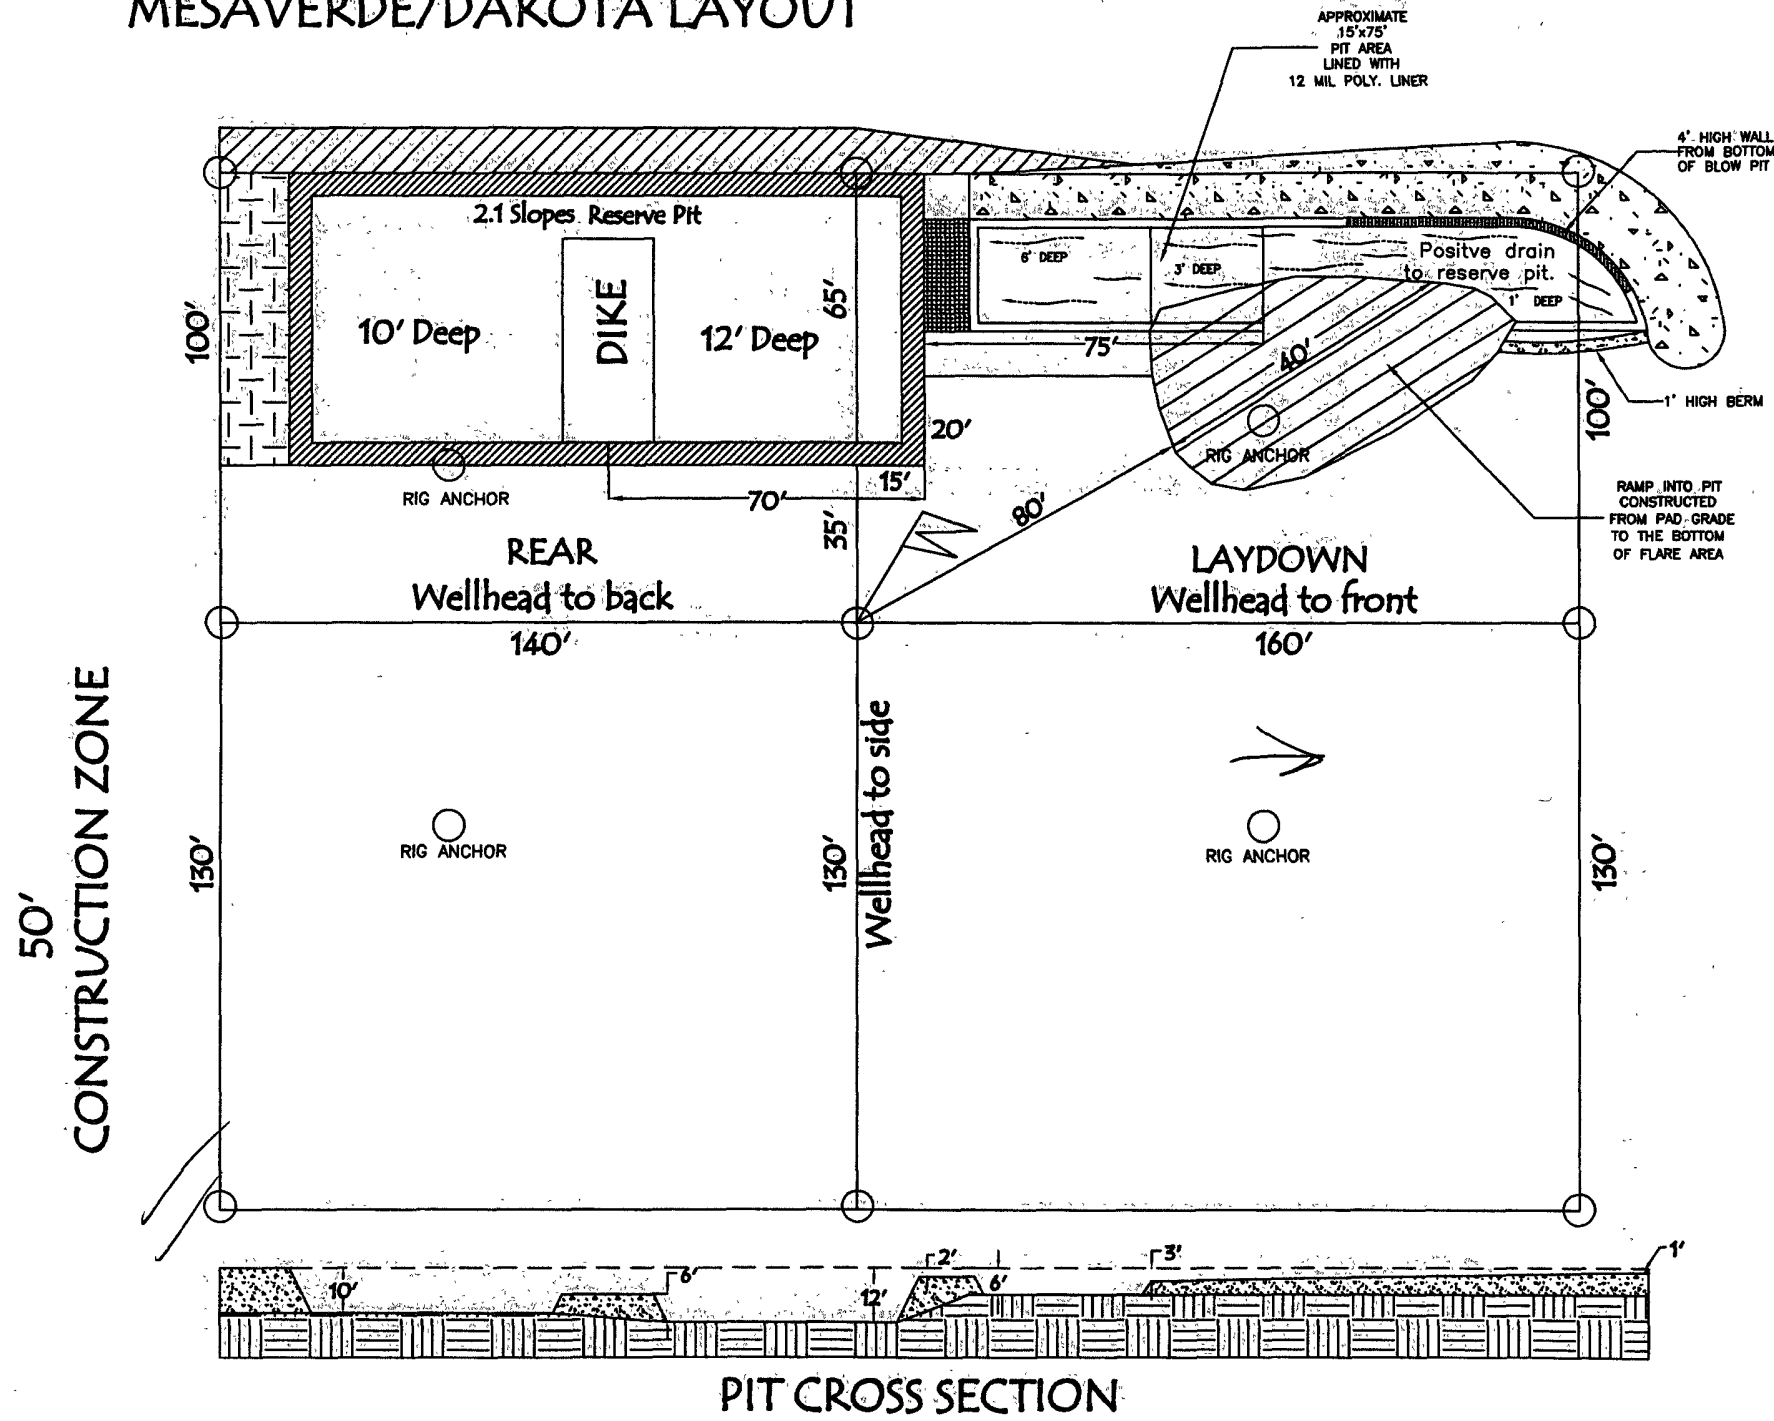 MESAVERDE/DAKOTA LAYOUT
APPROXIMATE
15'x75'
PIT AREA
LINED WITH
12 MIL POLY. LINER
4' HIGH WALL
FROM BOTTOM
OF BLOW PIT
2.1 Slopes Reserve Pit
Positve drain
to reserve pit.
6' DEEP
3' DEEP
1' DEEP
100'
10' Deep
DIKE
12' Deep
65'
75'
40'
100'
1' HIGH BERM
20'
RIG ANCHOR
RIG ANCHOR
15'
70'
35'
80'
RAMP INTO PIT
CONSTRUCTED
FROM PAD GRADE
TO THE BOTTOM
OF FLARE AREA
REAR
Wellhead to back
140'
LAYDOWN
Wellhead to front
160'
50'
CONSTRUCTION ZONE
130'
RIG ANCHOR
130'
Wellhead to side
RIG ANCHOR
130'
10'
6'
12'
2'
6'
3'
1'
PIT CROSS SECTION